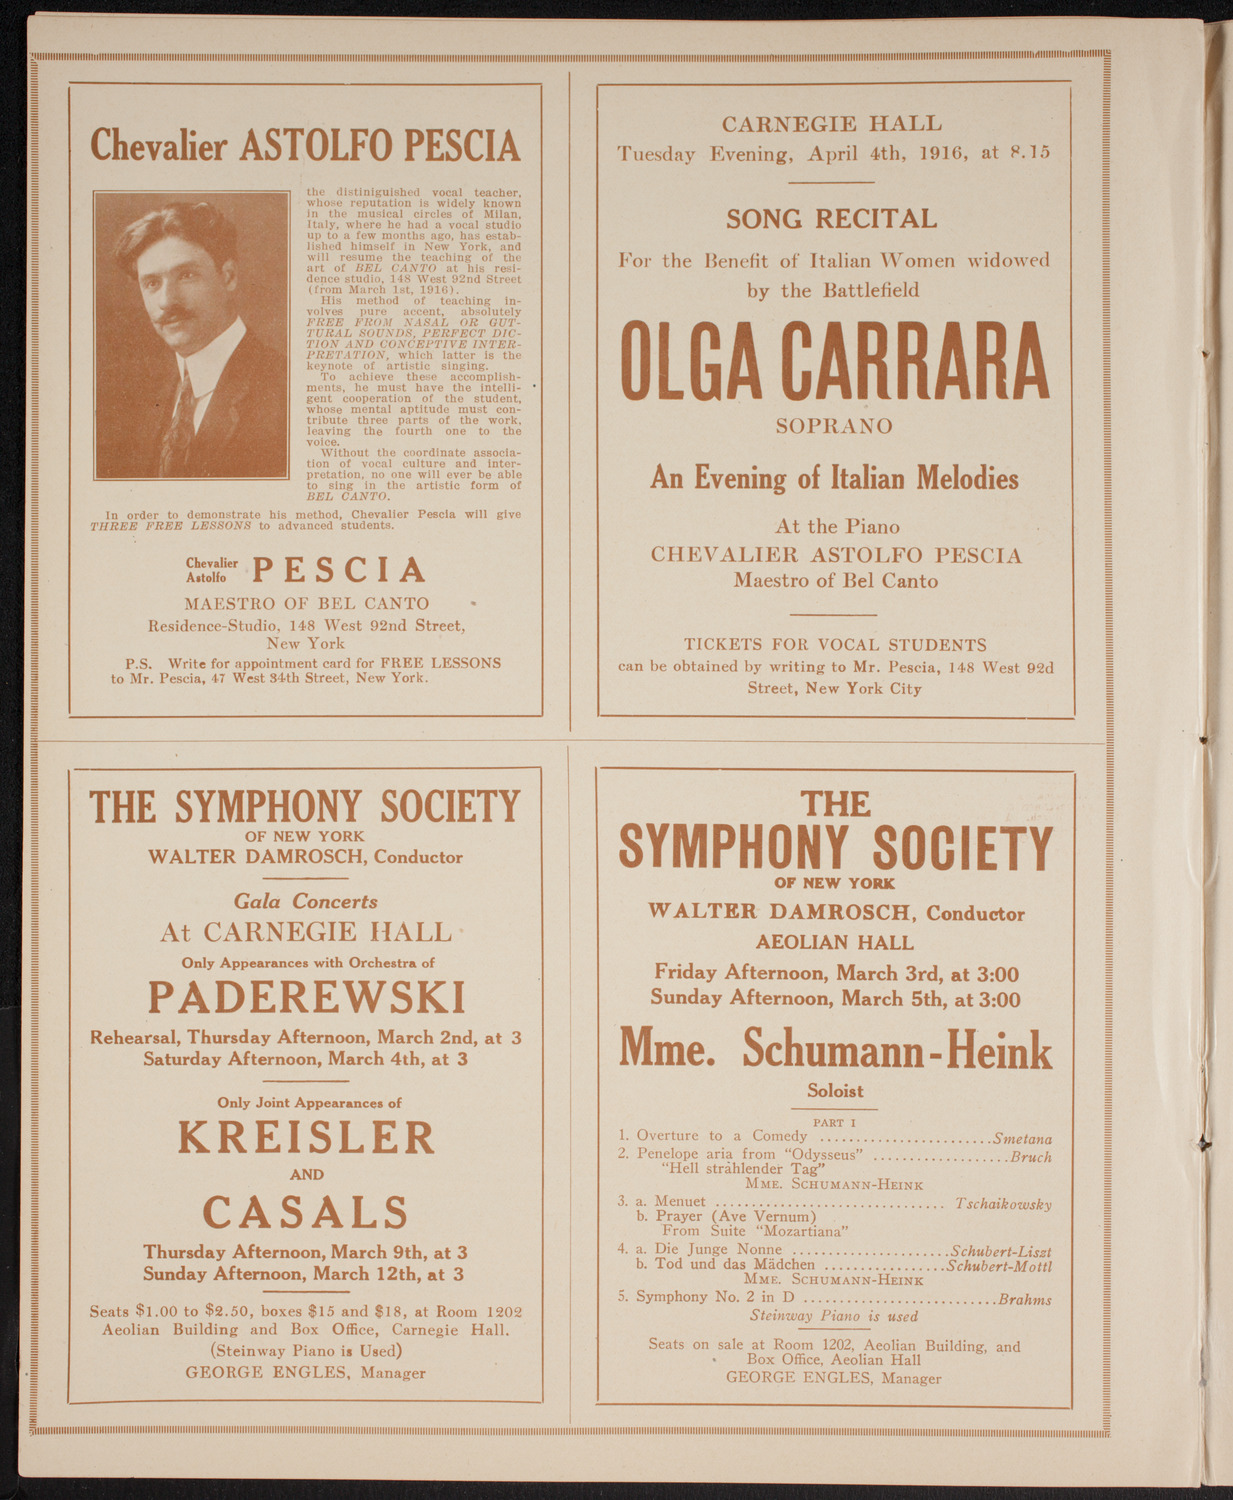 Chevalier ASTOLFO PESCIA
the distiniguished vocal teacher,
whose reputation is widely known
in the musical circles of Milan,
Italy, where he had a vocal studio
up to a few months ago, has estab-
lished himself in New York, and
will resume the teaching of the
art of BEL CANTO at his resi-
dence studio, 148 West 92nd Street
(from March 1st, 1916).
His method of teaching in-
volves pure accent, absolutely
FREE FROM NASAL OR GUT-
TURAL SOUNDS, PERFECT DIC-
TION AND CONCEPTIVE INTER-
PRETATION, which latter is the
keynote of artistic singing.
To achieve these accomplish-
ments, he must have the intelli-
gent cooperation of the student,
whose mental aptitude must con-
tribute three parts of the work,
leaving the fourth one to the
voice.
Without the coordinate associa-
tion of vocal culture and inter-
pretation, no one will ever be able
to sing in the artistic form of
BEL CANTO.
In order to demonstrate his method, Chevalier Pescia will give
THREE FREE LESSONS to advanced students.
Chevalier
Astolfo PESCIA
MAESTRO OF BEL CANTO
Residence-Studio, 148 West 92nd Street,
New York
P.S. Write for appointment card for FREE LESSONS
to Mr. Pescia, 47 West 34th Street, New York.
CARNEGIE HALL
Tuesday Evening, April 4th, 1916, at 8.15
SONG RECITAL
For the Benefit of Italian Women widowed
by the Battlefield
OLGA CARRARA
SOPRANO
An Evening of Italian Melodies
At the Piano
CHEVALIER ASTOLFO PESCIA
Maestro of Bel Canto
TICKETS FOR VOCAL STUDENTS
can be obtained by writing to Mr. Pescia, 148 West 92d
Street, New York City
THE SYMPHONY SOCIETY
OF NEW YORK
WALTER DAMROSCH, Conductor
Gala Concerts
At CARNEGIE HALL
Only Appearances with Orchestra of
PADEREWSKI
Rehearsal, Thursday Afternoon, March 2nd, at 3
Saturday Afternoon, March 4th, at 3
Only Joint Appearances of
KREISLER
AND
CASALS
Thursday Afternoon, March 9th, at 3
Sunday Afternoon, March 12th, at 3
Seats $1.00 to $2.50, boxes $15 and $18, at Room 1202
Aeolian Building and Box Office, Carnegie Hall.
(Steinway Piano is Used)
GEORGE ENGLES, Manager
THE
SYMPHONY SOCIETY
OF NEW YORK
WALTER DAMROSCH, Conductor
AEOLIAN HALL
Friday Afternoon, March 3rd, at 3:00
Sunday Afternoon, March 5th, at 3:00
Mme. Schumann-Heink
Soloist
PART I
1. Overture to a Comedy ........................Smetana
2. Penelope aria from "Odysseus" ...................Bruch
"Hell strahlender Tag"
MME. SCHUMANN-HEINK
3. a. Menuet ................................ Tschaikowsky
b. Prayer (Ave Vernum)
From Suite "Mozartiana"
4. a. Die Junge Nonne ......................Schubert-Liszt
b. Tod und das Mädchen .................Schubert-Mottl
MME. SCHUMANN-HEINK
5. Symphony No. 2 in D ...........................Brahms
Steinway Piano is used
Seats on sale at Room 1202, Aeolian Building, and
Box Office, Aeolian Hall
GEORGE ENGLES, Manager